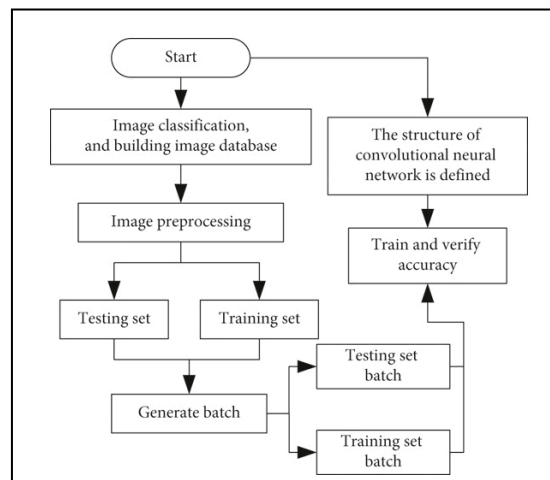 Start
Image classification,
and building image database
The structure of
convolutional neural
network is defined
Image preprocessing
Train and verify
accuracy
Testing set
Training set
Testing set
batch
Generate batch
Training set
batch